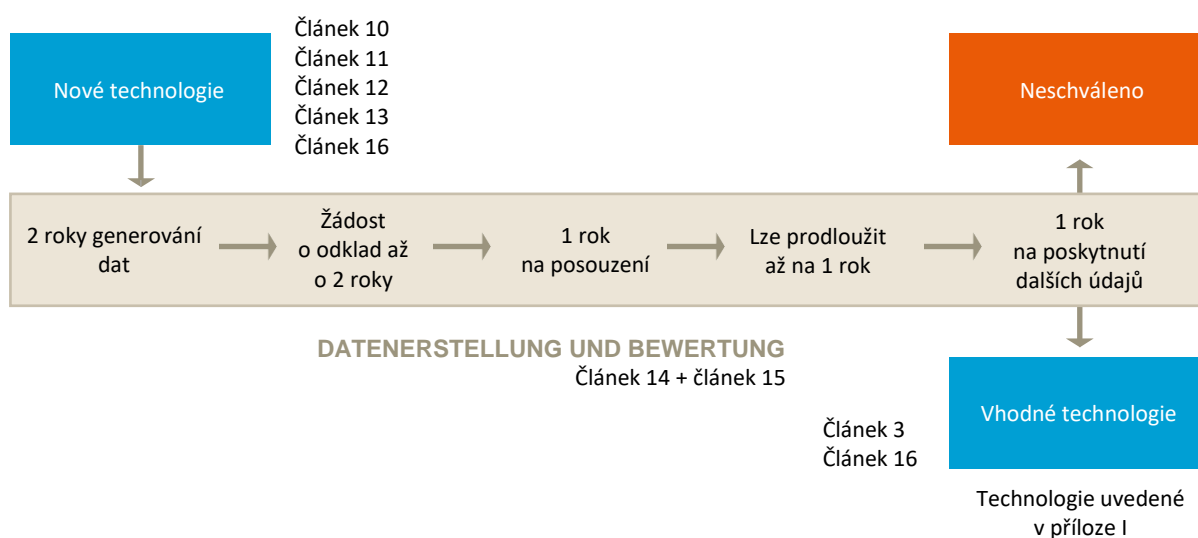 Nové technologie
Článek 10
Článek 11
Článek 12
Článek 13
Článek 16
Neschváleno
2 roky generování
dat
Žádost
o odklad až
o 2 roky
1 rok
na posouzení
Lze prodloužit
až na 1 rok
1 rok
na poskytnutí
dalších údajů
DATENERSTELLUNG UND BEWERTUNG
Článek 14 + článek 15
Článek 3
Článek 16
Vhodné technologie
Technologie uvedené
v příloze I